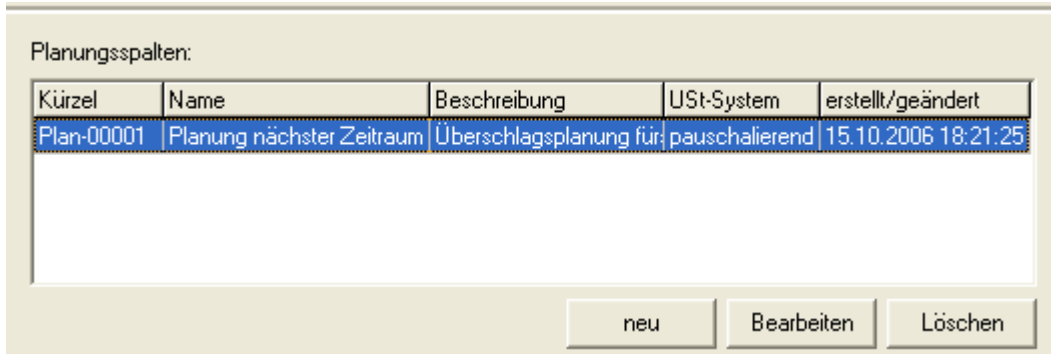 Planungsspalten:
Kürzel Name Beschreibung USt-System erstellt/geändert
Plan-00001 Planung nächster Zeitraum Überschlagsplanung für pauschalierend 15.10.2006 18:21:25
neu Bearbeiten Löschen